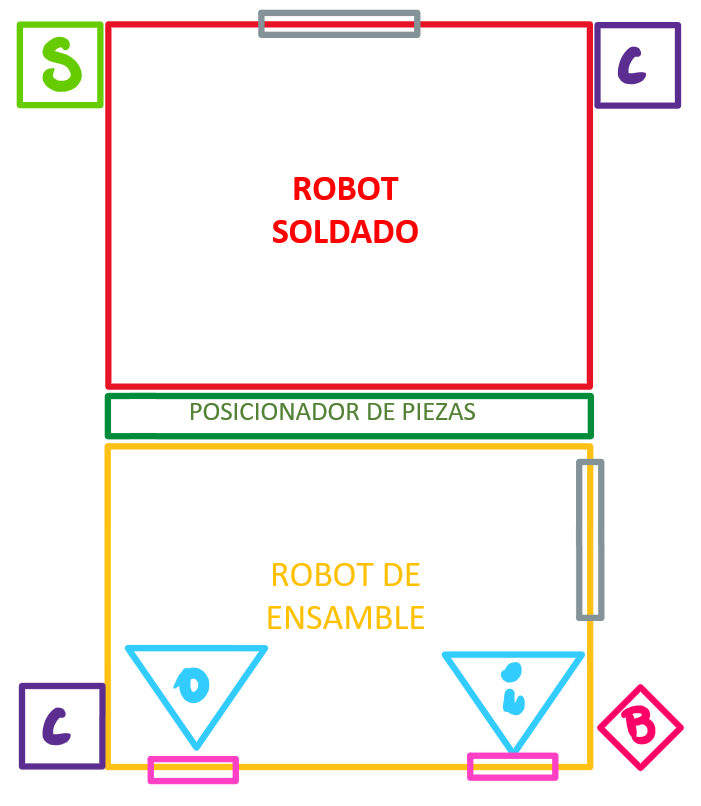 S
C
ROBOT
SOLDADO
POSICIONADOR DE PIEZAS
ROBOT DE
ENSAMBLE
O
i
C
B